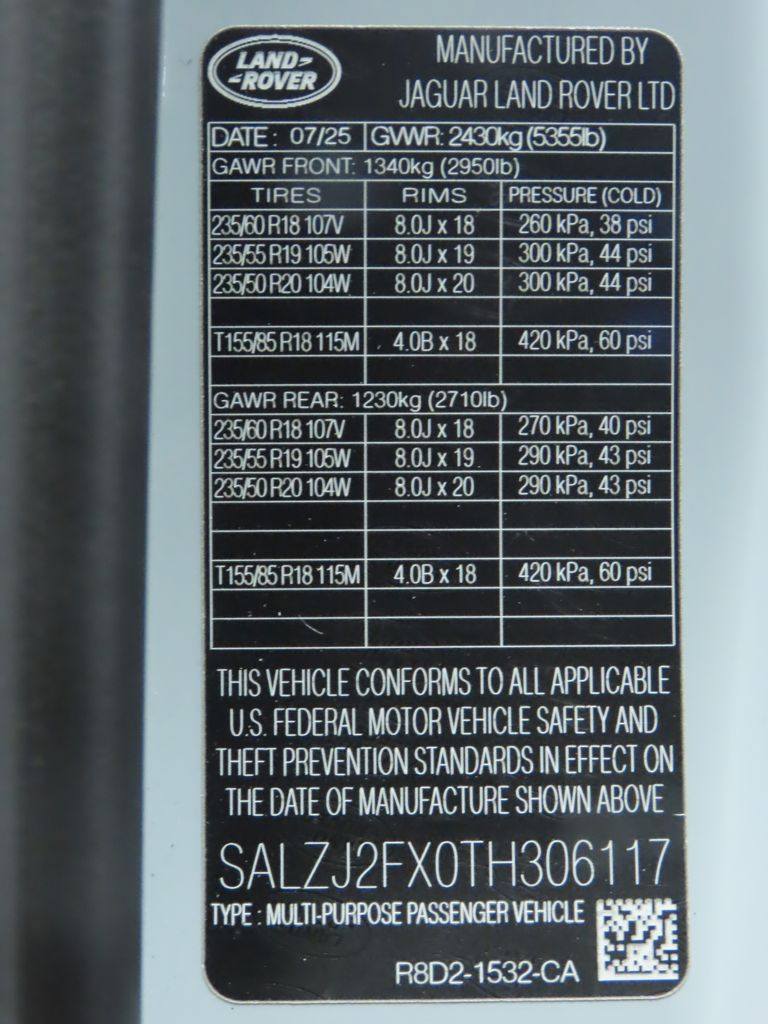 LAND-
-ROVER
MANUFACTURED BY
JAGUAR LAND ROVER LTD
DATE: 07/25 GVWR: 2430kg (5355lb)
GAWR FRONT: 1340kg (2950lb)
TIRES RIMS PRESSURE (COLD)
235/60 R18 107V 8.0J x 18 260 kPa, 38 psi
235/55 R19 105W 8.0J x 19 300 kPa, 44 psi
235/50 R20 104W 8.0J x 20 300 kPa, 44 psi
T155/85 R18 115M 4.0B x 18 420 kPa, 60 psi
GAWR REAR: 1230kg (2710lb)
235/60 R18 107V 8.0J x 18 270 kPa, 40 psi
235/55 R19 105W 8.0J x 19 290 kPa, 43 psi
235/50 R20 104W 8.0J x 20 290 kPa, 43 psi
T155/85 R18 115M 4.0B x 18 420 kPa, 60 psi
THIS VEHICLE CONFORMS TO ALL APPLICABLE
U.S. FEDERAL MOTOR VEHICLE SAFETY AND
THEFT PREVENTION STANDARDS IN EFFECT ON
THE DATE OF MANUFACTURE SHOWN ABOVE
SALZJ2FX0TH306117
TYPE : MULTI-PURPOSE PASSENGER VEHICLE
R8D2-1532-CA